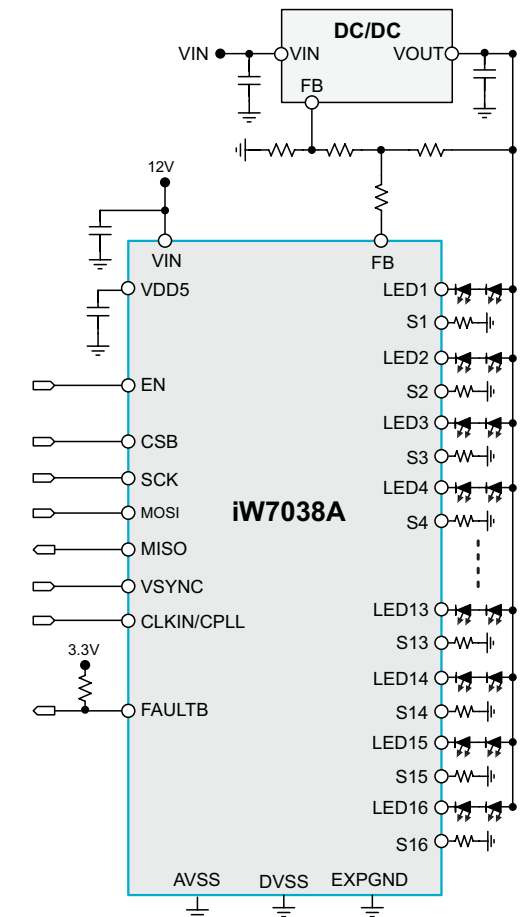 DC/DC
VIN VIN VOUT
FB
12V
VIN FB
VDD5
LED1
S1
LED2
EN
S2
LED3
CSB
S3
SCK
LED4
MOSI
iW7038A
S4
MISO
VSYNC
LED13
CLKIN/CPLL
S13
3.3V
LED14
FAULTB
S14
LED15
S15
LED16
S16
AVSS DVSS EXPGND